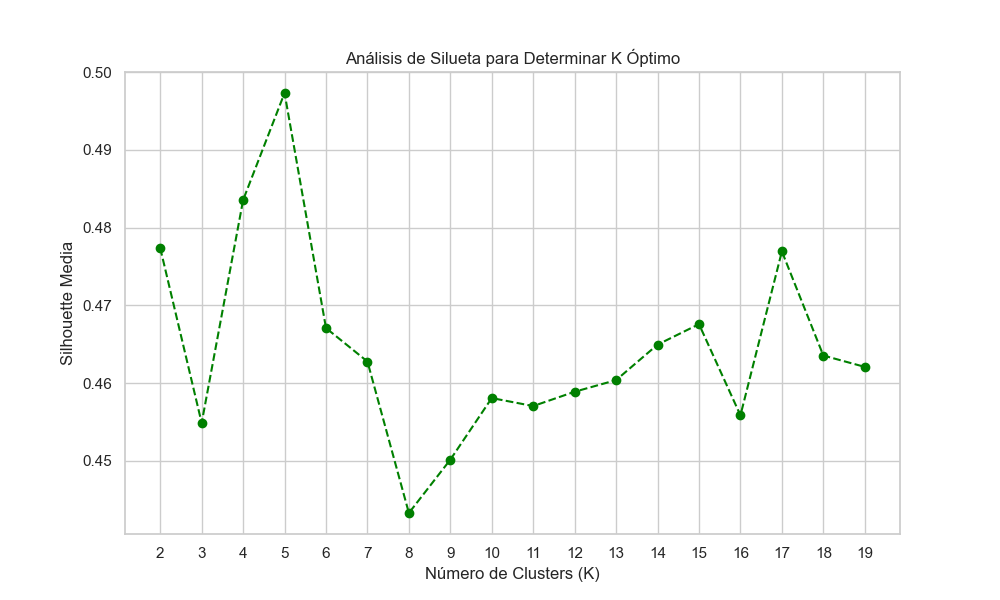 Análisis de Silueta para Determinar K Óptimo
0.50
0.49
0.48
0.47
0.46
0.45
Silhouette Media
2 3 4 5 6 7 8 9 10 11 12 13 14 15 16 17 18 19
Número de Clusters (K)